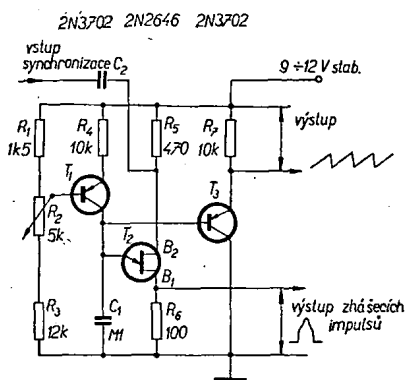 2N3702 2N2646 2N3702
vstup
synchronizace C2
9 ÷12 V stab.
R1
1k5
R4
10k
R5
470
R7
10k
výstup
T1
R2
5k
T3
T2
B2
B1
R3
12k
C1
M1
R6
100
výstup zhášecích
impulsů